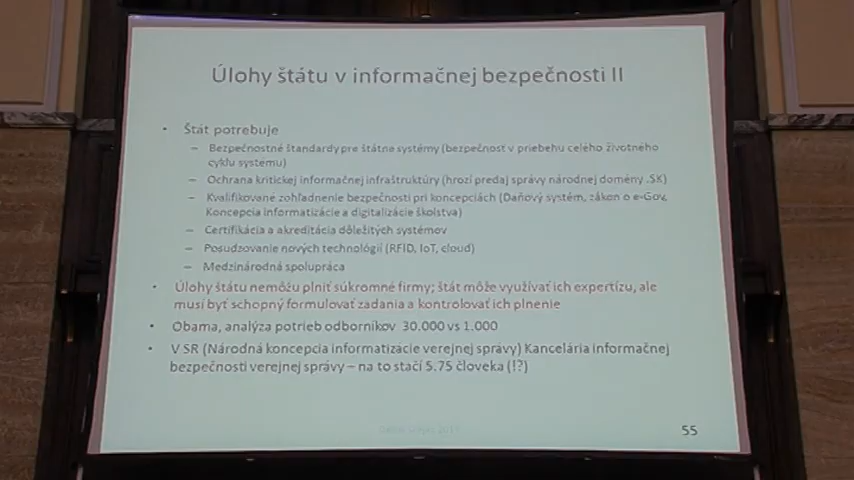 Úlohy štátu v informačnej bezpečnosti II
• Štát potrebuje
– Bezpečnostné štandardy pre štátne systémy (bezpečnosť v priebehu celého životného
cyklu systému)
– Ochrana kritickej informačnej infraštruktúry (hrozí predaj správy národnej domény .SK)
– Kvalifikované zohľadnenie bezpečnosti pri koncepciách (Daňový systém, zákon o e-Gov,
Koncepcia informatizácie a digitalizácie školstva)
– Certifikácia a akreditácia dôležitých systémov
– Posudzovanie nových technológií (RFID, IoT, cloud)
– Medzinárodná spolupráca
• Úlohy štátu nemôžu plniť súkromné firmy; štát môže využívať ich expertízu, ale
musí byť schopný formulovať zadania a kontrolovať ich plnenie
• Obama, analýza potrieb odborníkov 30.000 vs 1.000
• V SR (Národná koncepcia informatizácie verejnej správy) Kancelária informačnej
bezpečnosti verejnej správy – na to stačí 5.75 človeka (!?)
55